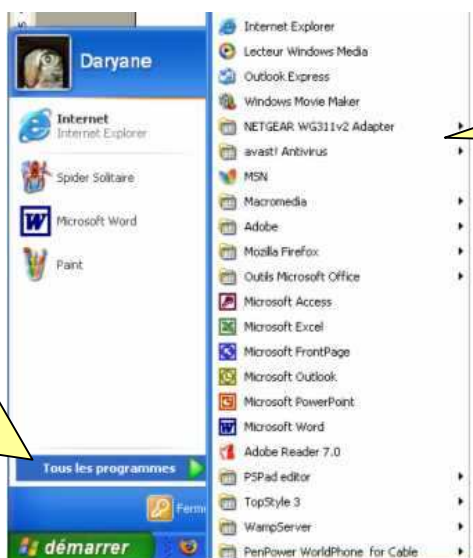 Daryane
Internet
Internet Explorer
Spider Solitaire
Microsoft Word
Paint
Tous les programmes
démarrer
Internet Explorer
Lecteur Windows Media
Outlook Express
Windows Movie Maker
NETGEAR WG311v2 Adapter
avast! Antivirus
MSN
Macromedia
Adobe
Mozilla Firefox
Outils Microsoft Office
Microsoft Access
Microsoft Excel
Microsoft FrontPage
Microsoft Outlook
Microsoft PowerPoint
Microsoft Word
Adobe Reader 7.0
PSPad editor
TopStyle 3
WampServer
PenPower WorldPhone for Cable